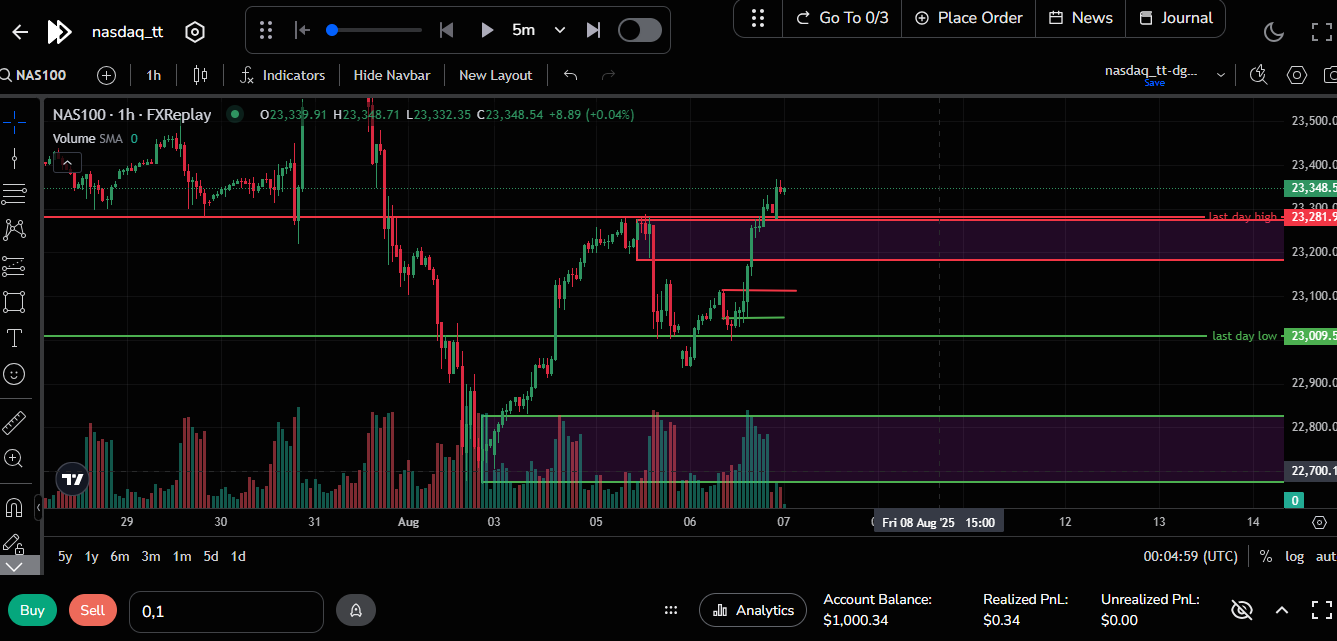 nasdaq_tt
5m
Go To 0/3
Place Order
News
Journal
NAS100
1h
Indicators
Hide Navbar
New Layout
nasdaq_tt-dg...
Save
NAS100 · 1h · FXReplay
O23,339.91 H23,348.71 L23,332.35 C23,348.54 +8.89 (+0.04%)
Volume SMA 0
23,500.0
23,400.0
23,348.5
23,300.0
last day high
23,281.9
23,200.0
23,100.0
last day low
23,009.5
22,900.0
22,800.0
22,700.1
0
29 30 31 Aug 03 05 06 07 Fri 08 Aug '25 15:00 12 13 14
5y 1y 6m 3m 1m 5d 1d
00:04:59 (UTC) % log aut
Buy
Sell
0,1
Analytics
Account Balance:
$1,000.34
Realized PnL:
$0.34
Unrealized PnL:
$0.00